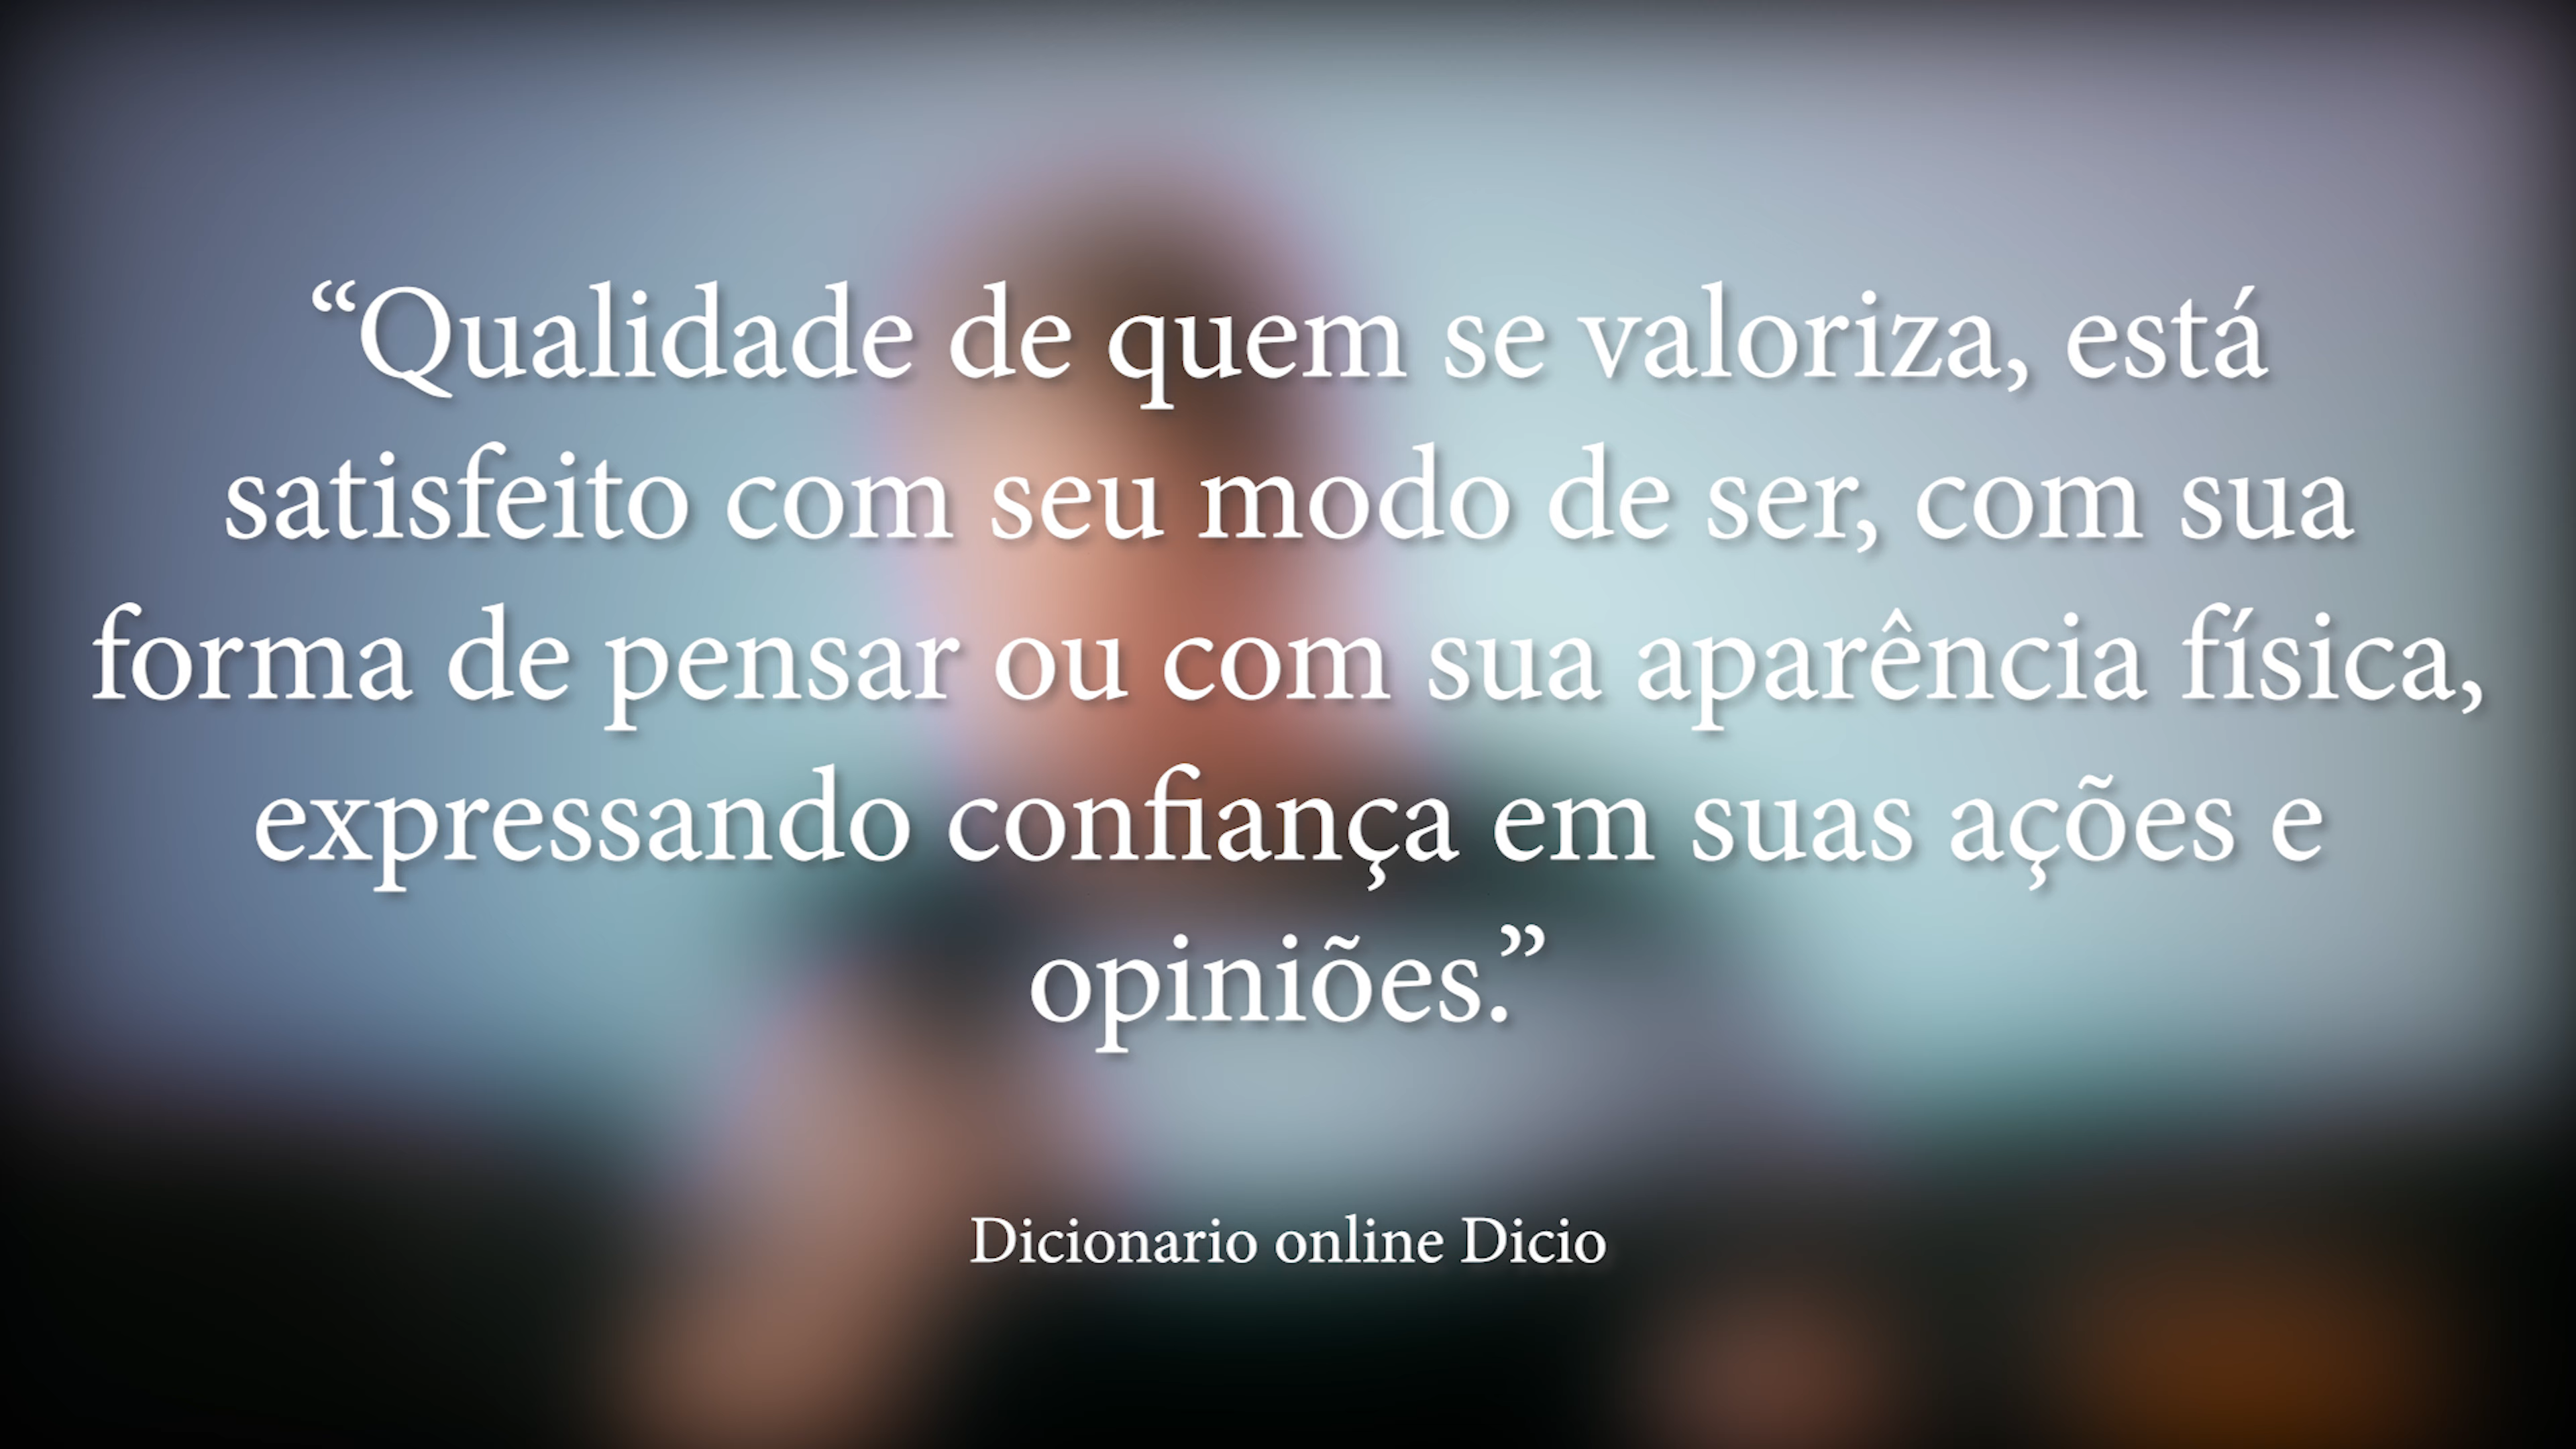 “Qualidade de quem se valoriza, está
satisfeito com seu modo de ser, com sua
forma de pensar ou com sua aparência física,
expressando confiança em suas ações e
opiniões.”
Dicionario online Dicio